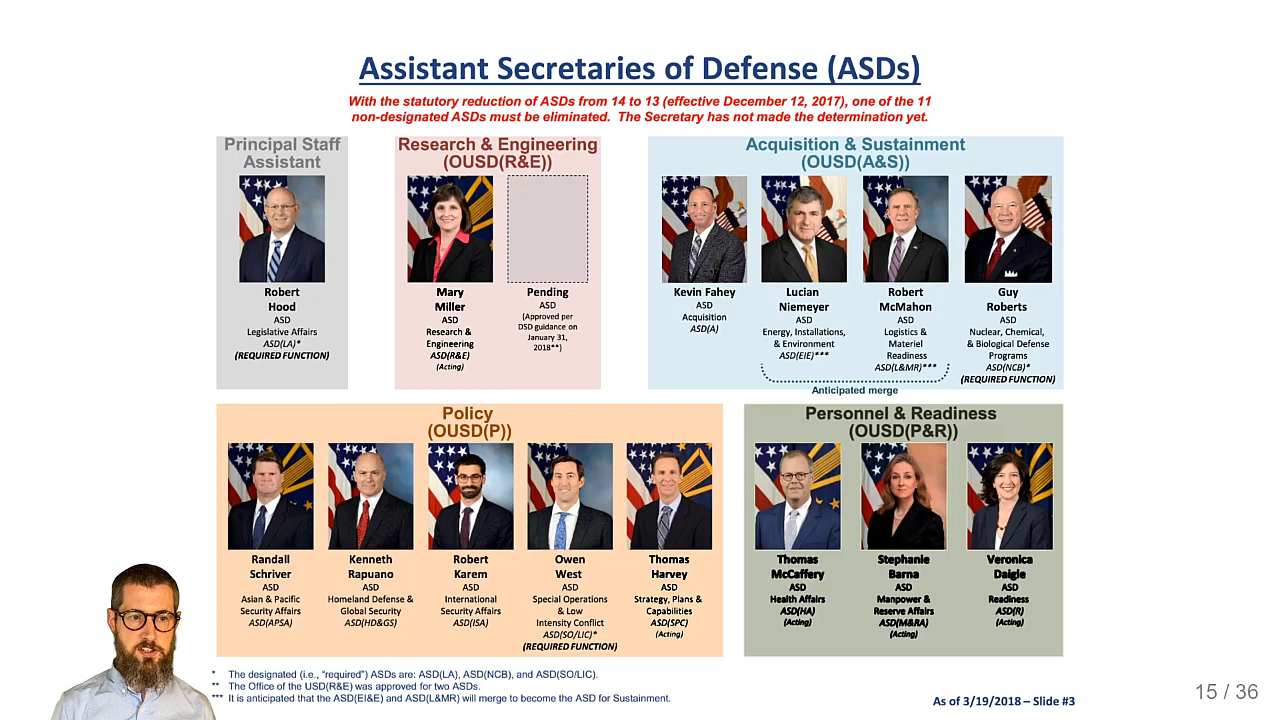 Assistant Secretaries of Defense (ASDs)
With the statutory reduction of ASDs from 14 to 13 (effective December 12, 2017), one of the 11
non-designated ASDs must be eliminated. The Secretary has not made the determination yet.
Principal Staff
Assistant
Robert
Hood
ASD
Legislative Affairs
ASD(LA)*
(REQUIRED FUNCTION)
Research & Engineering
(OUSD(R&E))
Mary
Miller
ASD
Research &
Engineering
ASD(R&E)
(Acting)
Pending
ASD
(Approved per
DSD guidance on
January 31,
2018**)
Acquisition & Sustainment
(OUSD(A&S))
Kevin Fahey
ASD
Acquisition
ASD(A)
Lucian
Niemeyer
ASD
Energy, Installations,
& Environment
ASD(EIE)***
Robert
McMahon
ASD
Logistics &
Materiel
Readiness
ASD(L&MR)***
Guy
Roberts
ASD
Nuclear, Chemical,
& Biological Defense
Programs
ASD(NCB)*
(REQUIRED FUNCTION)
Anticipated merge
Policy
(OUSD(P))
Randall
Schriver
ASD
Asian & Pacific
Security Affairs
ASD(APSA)
Kenneth
Rapuano
ASD
Homeland Defense &
Global Security
ASD(HD&GS)
Robert
Karem
ASD
International
Security Affairs
ASD(ISA)
Owen
West
ASD
Special Operations
& Low
Intensity Conflict
ASD(SO/LIC)*
(REQUIRED FUNCTION)
Thomas
Harvey
ASD
Strategy, Plans &
Capabilities
ASD(SPC)
(Acting)
Personnel & Readiness
(OUSD(P&R))
Thomas
McCaffery
ASD
Health Affairs
ASD(HA)
(Acting)
Stephanie
Barna
ASD
Manpower &
Reserve Affairs
ASD(M&RA)
(Acting)
Veronica
Daigle
ASD
Readiness
ASD(R)
(Acting)
* The designated (i.e., “required”) ASDs are: ASD(LA), ASD(NCB), and ASD(SO/LIC).
** The Office of the USD(R&E) was approved for two ASDs.
*** It is anticipated that the ASD(EI&E) and ASD(L&MR) will merge to become the ASD for Sustainment.
As of 3/19/2018 – Slide #3
15 / 36